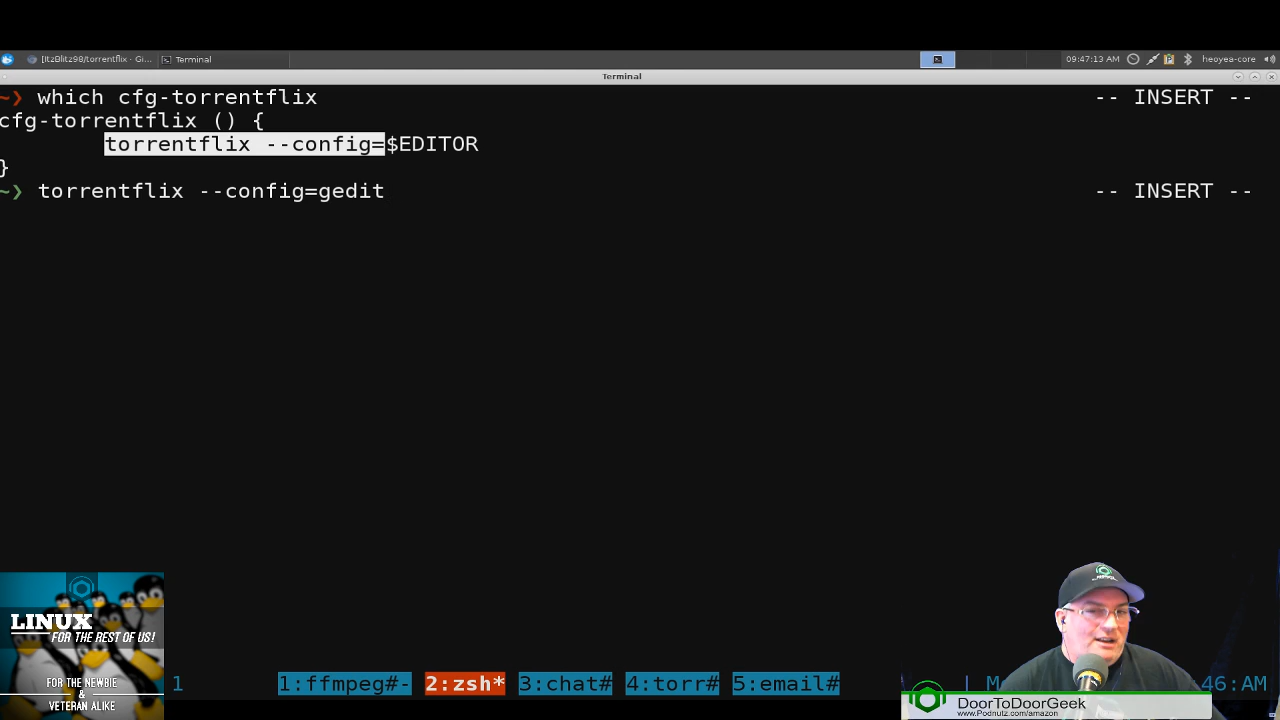 [ItzBlitz98/torrentflix - Gi...
Terminal
09:47:13 AM
heoyea-core
Terminal
~❯ which cfg-torrentflix
-- INSERT --
cfg-torrentflix () {
torrentflix --config=$EDITOR
}
~❯ torrentflix --config=gedit
-- INSERT --
LINUX
FOR THE REST OF US!
FOR THE NEWBIE
&
VETERAN ALIKE
1
1:ffmpeg#-
2:zsh*
3:chat#
4:torr#
5:email#
| M
46:AM
DoorToDoorGeek
www.Podnutz.com/amazon